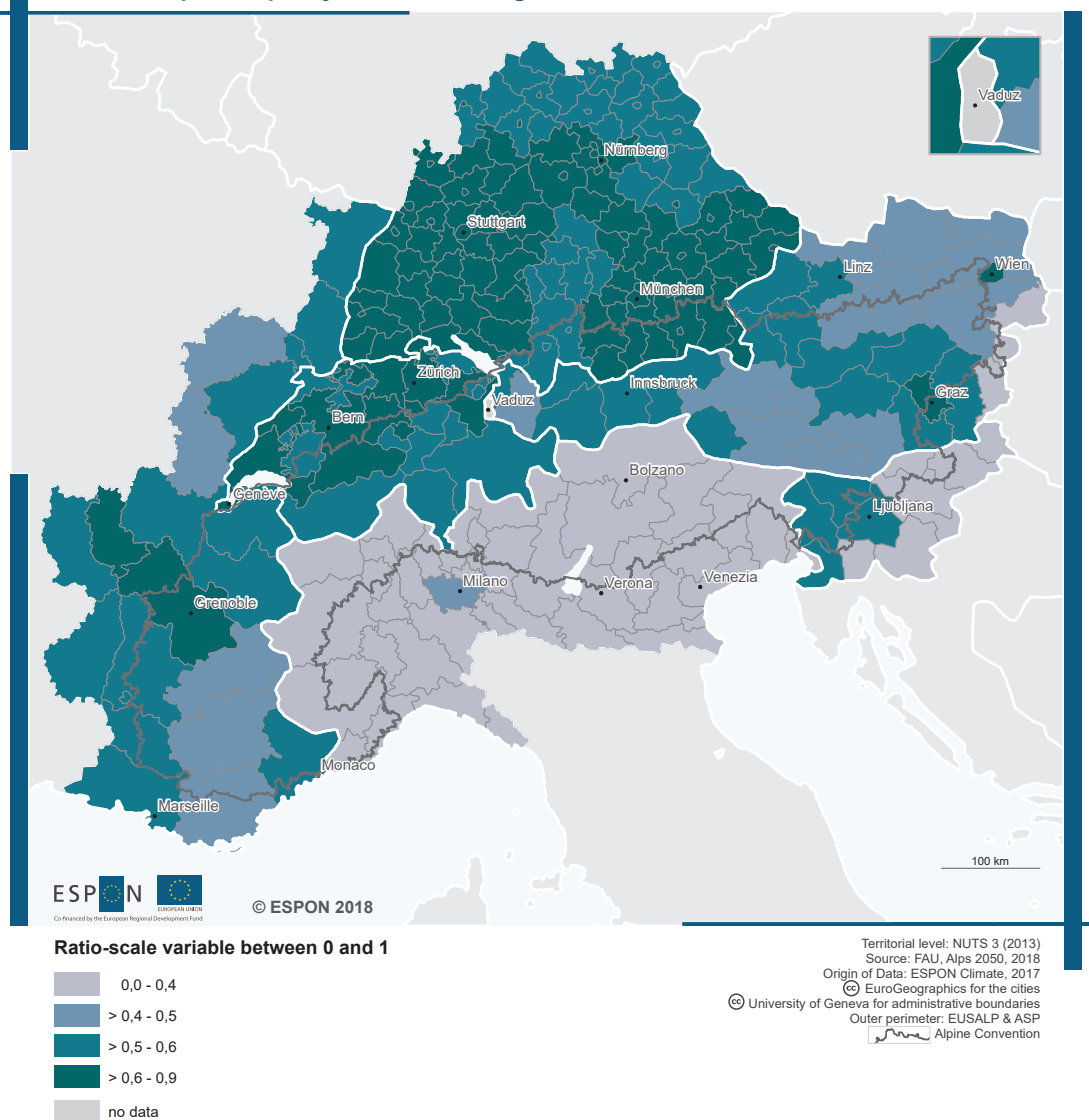 Vaduz
Nürnberg
Stuttgart
Linz
Wien
München
Zürich
Innsbruck
Vaduz
Graz
Bern
Bolzano
Genève
Ljubljana
Milano
Verona
Venezia
Grenoble
Monaco
Marseille
100 km
ESPON
EUROPEAN UNION
Co-financed by the European Regional Development Fund
© ESPON 2018
Ratio-scale variable between 0 and 1
0,0 - 0,4
> 0,4 - 0,5
> 0,5 - 0,6
> 0,6 - 0,9
no data
Territorial level: NUTS 3 (2013)
Source: FAU, Alps 2050, 2018
Origin of Data: ESPON Climate, 2017
cc EuroGeographics for the cities
cc University of Geneva for administrative boundaries
Outer perimeter: EUSALP & ASP
Alpine Convention